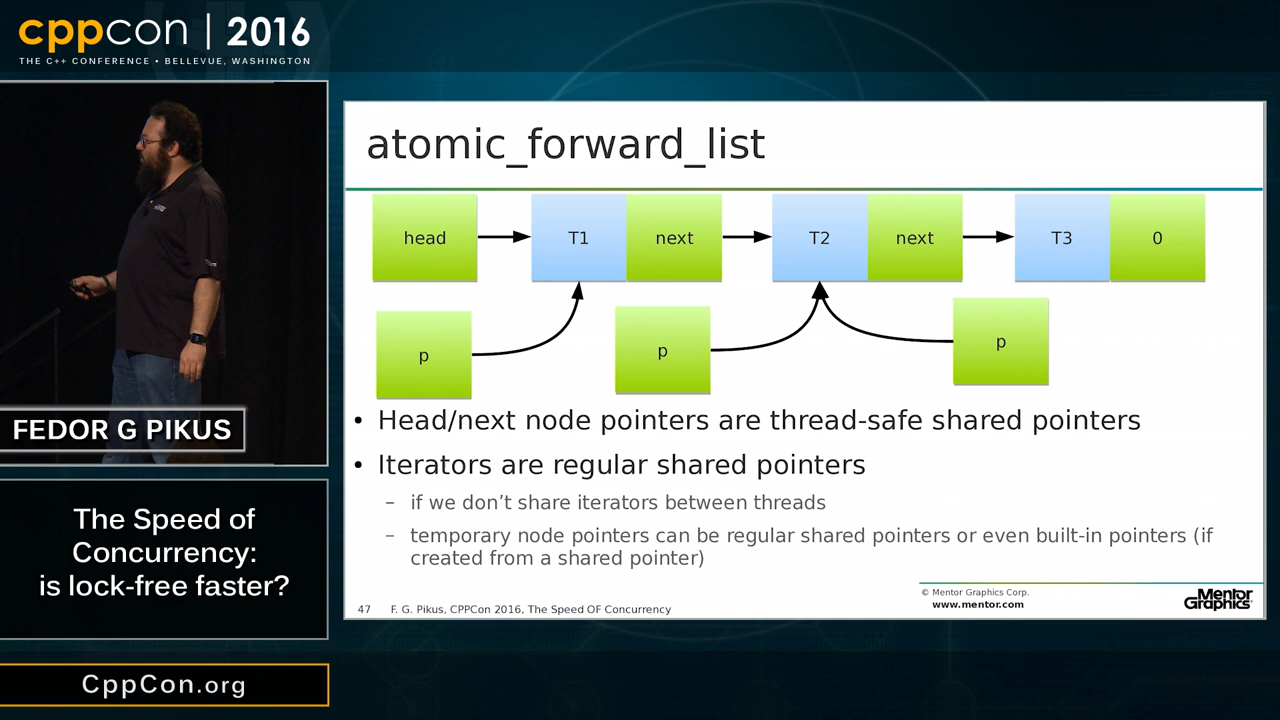 cppcon | 2016
THE C++ CONFERENCE • BELLEVUE, WASHINGTON
FEDOR G PIKUS
The Speed of
Concurrency:
is lock-free faster?
CppCon.org
atomic_forward_list
head T1 next T2 next T3 0
p p p
• Head/next node pointers are thread-safe shared pointers
• Iterators are regular shared pointers
– if we don’t share iterators between threads
– temporary node pointers can be regular shared pointers or even built-in pointers (if
created from a shared pointer)
47 F. G. Pikus, CPPCon 2016, The Speed OF Concurrency
© Mentor Graphics Corp.
www.mentor.com
Mentor
Graphics